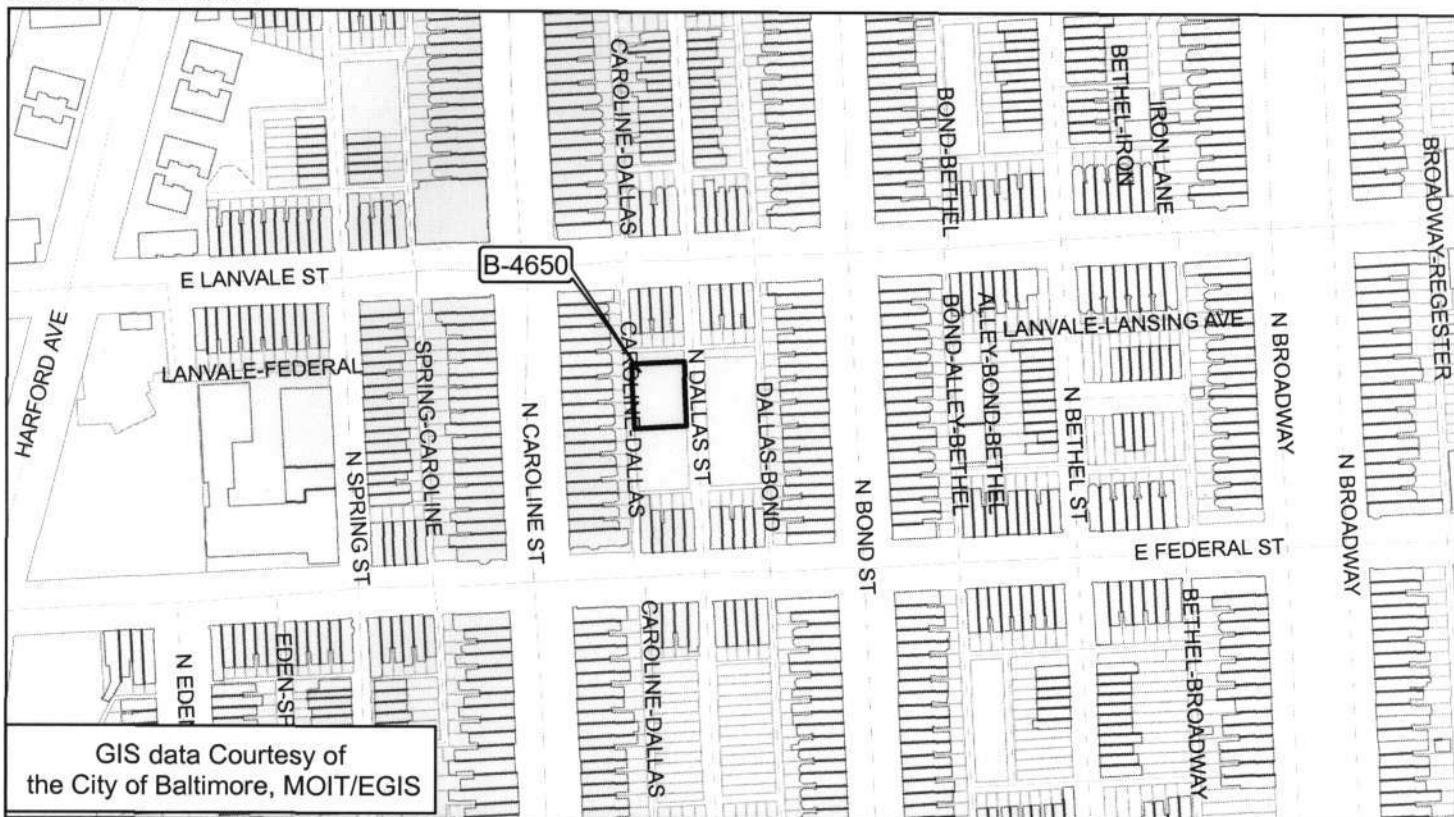 CAROLINE-DALLAS
BOND-BETHEL
BETHEL-IRON
IRON LANE
BROADWAY-REGESTER
E LANVALE ST
B-4650
HARFORD AVE
LANVALE-FEDERAL
SPRING-CAROLINE
N SPRING ST
N CAROLINE ST
CAROLINE-DALLAS
N DALLAS ST
DALLAS-BOND
N BOND ST
BOND-ALLEY-BETHEL
ALLEY-BOND-BETHEL
LANVALE-LANSING AVE
N BETHEL ST
N BROADWAY
N BROADWAY
E FEDERAL ST
N EDEN
EDEN-SP
CAROLINE-DALLAS
BETHEL-BROADWAY
GIS data Courtesy of
the City of Baltimore, MOIT/EGIS